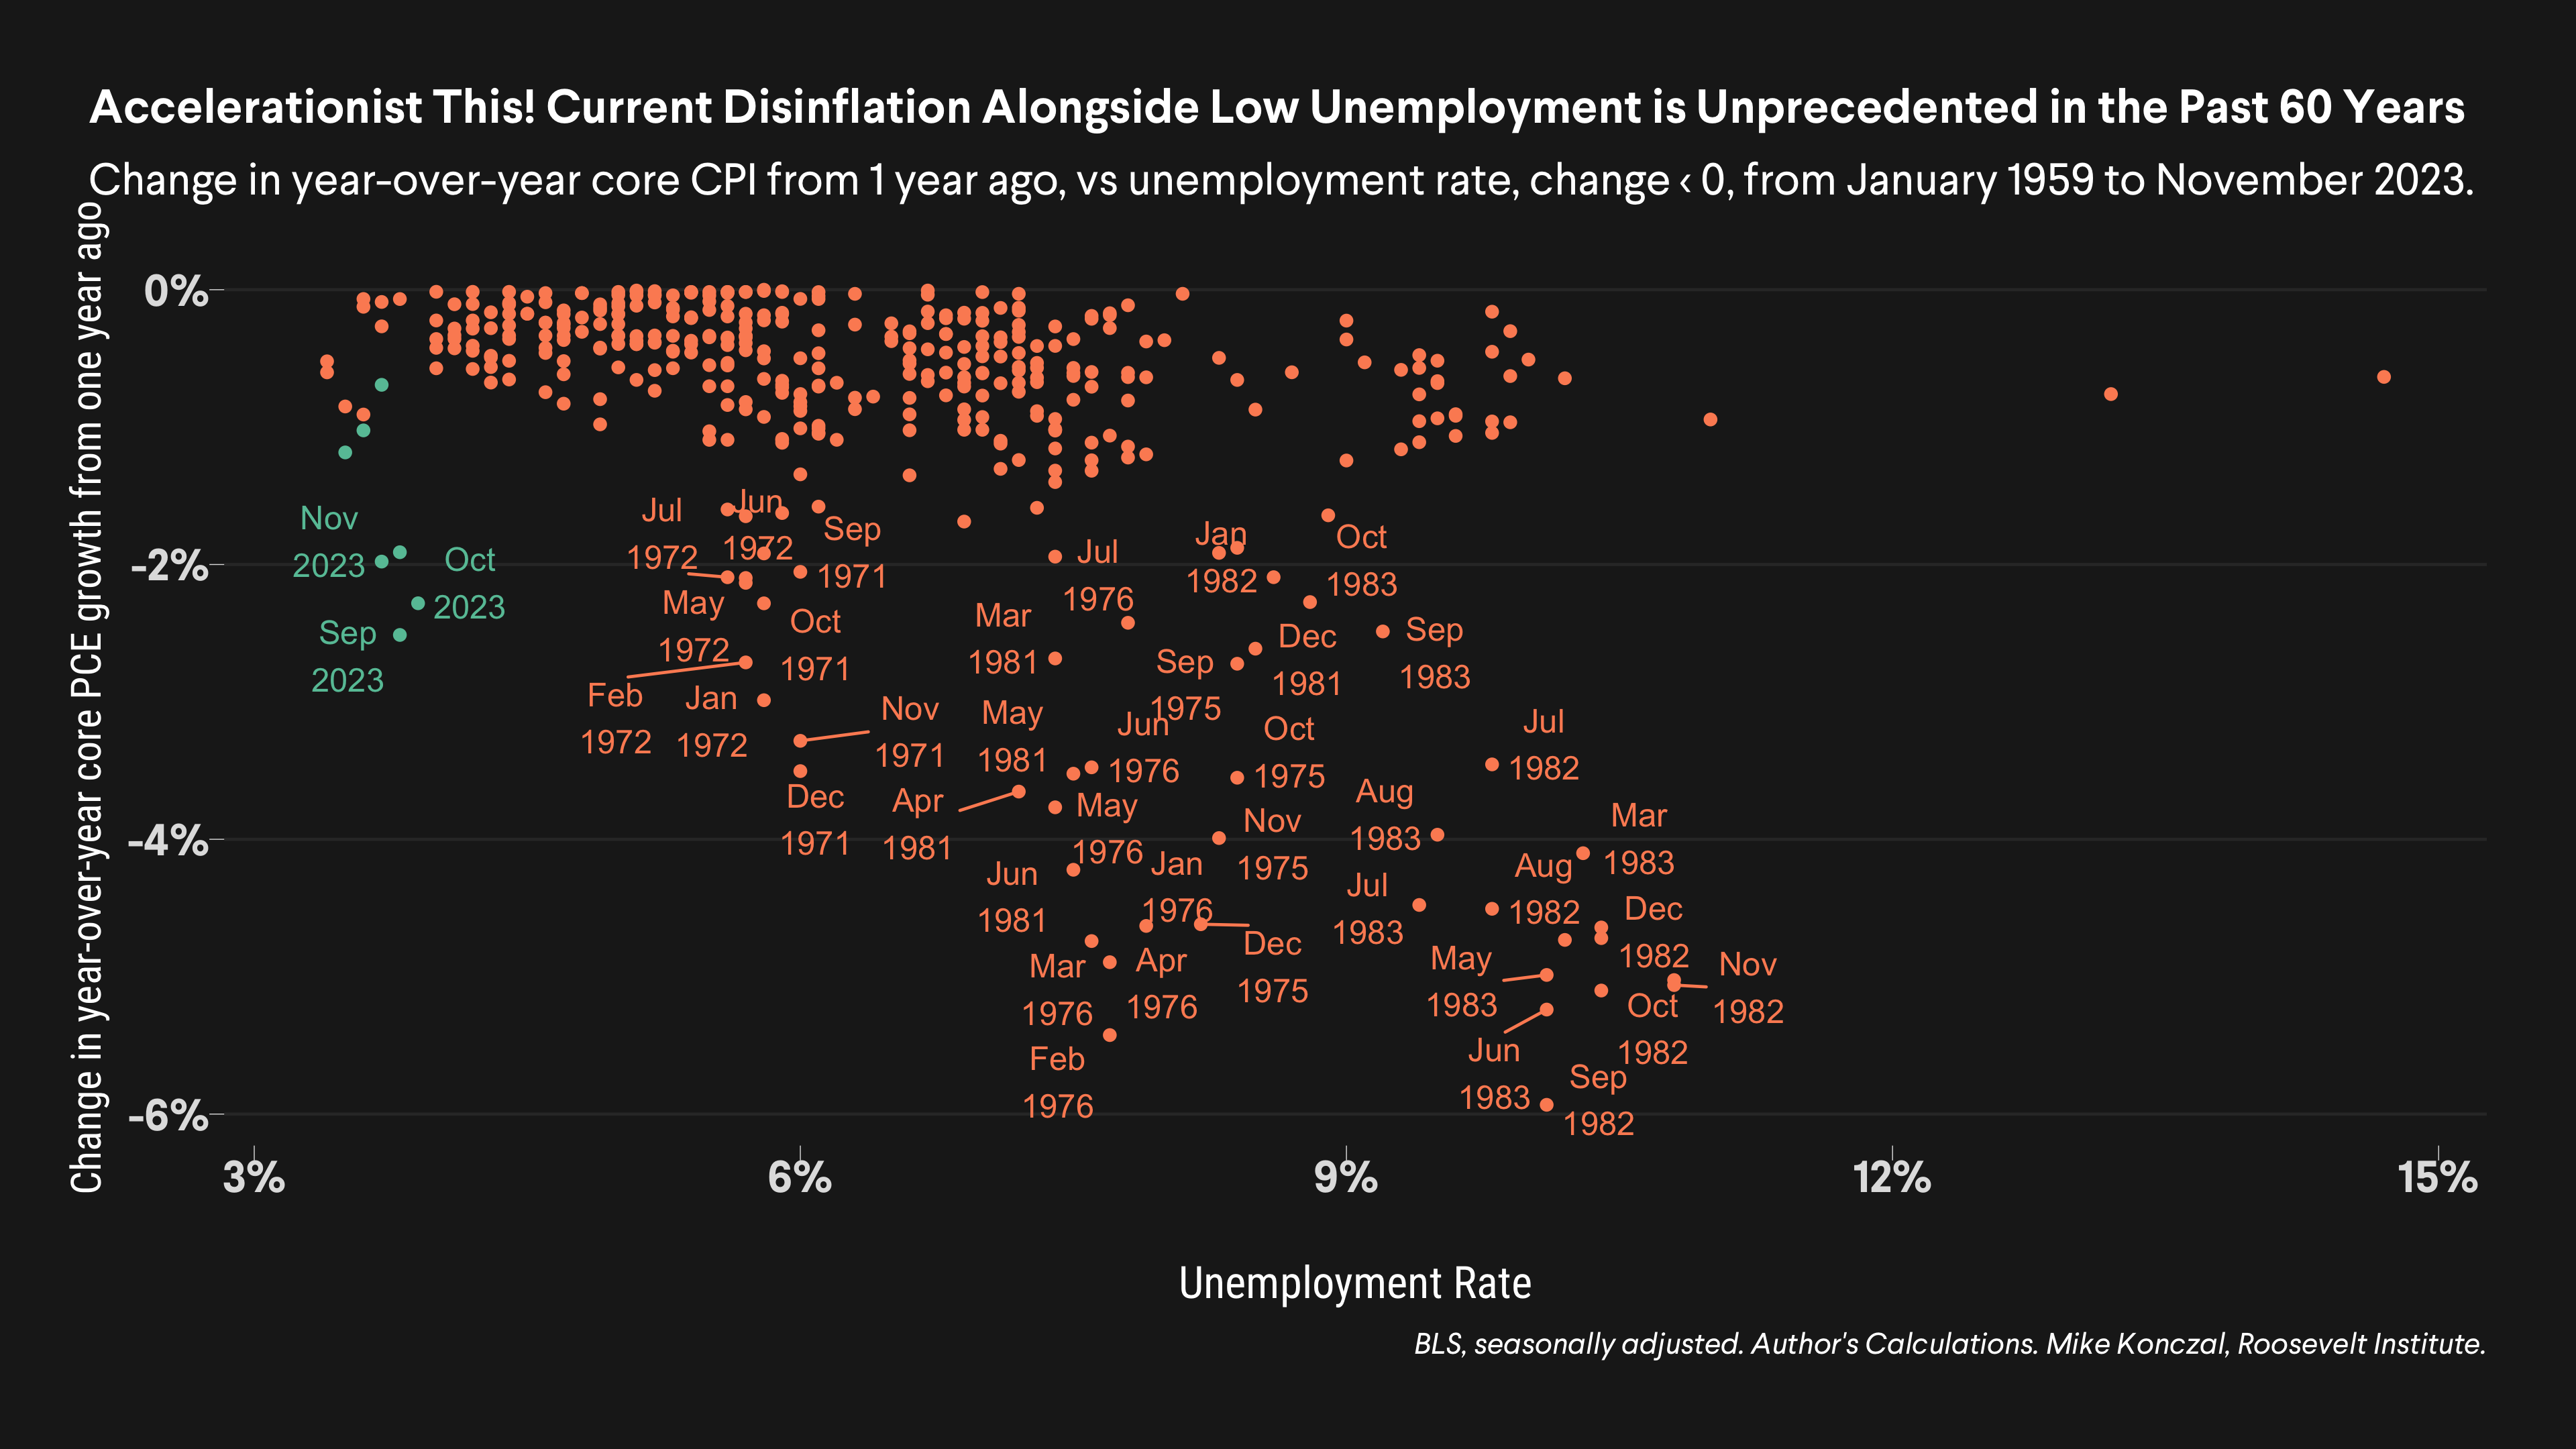 Accelerationist This! Current Disinflation Alongside Low Unemployment is Unprecedented in the Past 60 Years
Change in year-over-year core CPI from 1 year ago, vs unemployment rate, change < 0, from January 1959 to November 2023.
Change in year-over-year core PCE growth from one year ago
0%
-2%
-4%
-6%
Nov
2023
Oct
2023
Sep
2023
Jul
1972
Jun
1972
Sep
1971
May
1972
Oct
1971
Feb
1972
Jan
1972
Nov
1971
Dec
1971
Jul
1976
Mar
1981
May
1981
Jun
1976
Apr
1981
May
1976
Jun
1981
Jan
1976
Mar
1976
Apr
1976
Feb
1976
Jan
1982
Oct
1983
Sep
1975
Dec
1981
Sep
1983
Oct
1975
Nov
1975
Dec
1975
Jul
1982
Aug
1983
Mar
1983
Aug
1982
Jul
1983
Dec
1982
May
1983
Nov
1982
Oct
1982
Jun
1983
Sep
1982
3%
6%
9%
12%
15%
Unemployment Rate
BLS, seasonally adjusted. Author's Calculations. Mike Konczal, Roosevelt Institute.